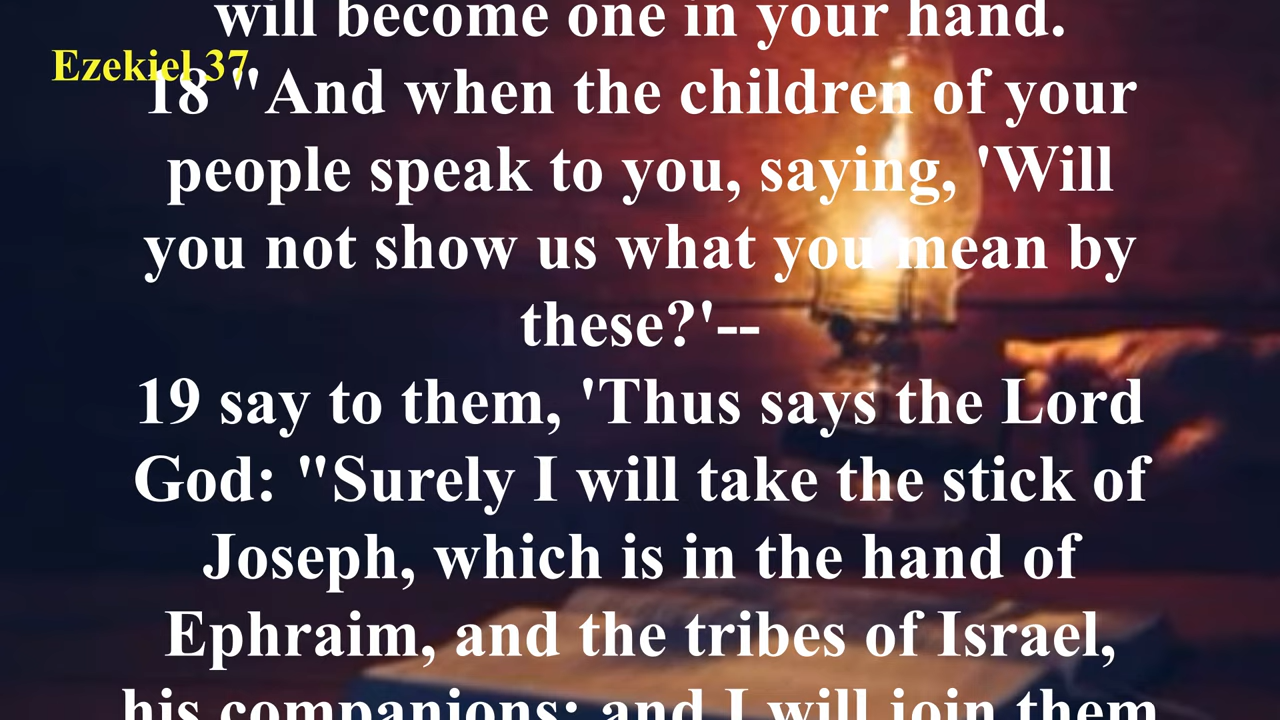 will become one in your hand.
Ezekiel 37
18 "And when the children of your
people speak to you, saying, 'Will
you not show us what you mean by
these?'--
19 say to them, 'Thus says the Lord
God: "Surely I will take the stick of
Joseph, which is in the hand of
Ephraim, and the tribes of Israel,
his companions; and I will join them